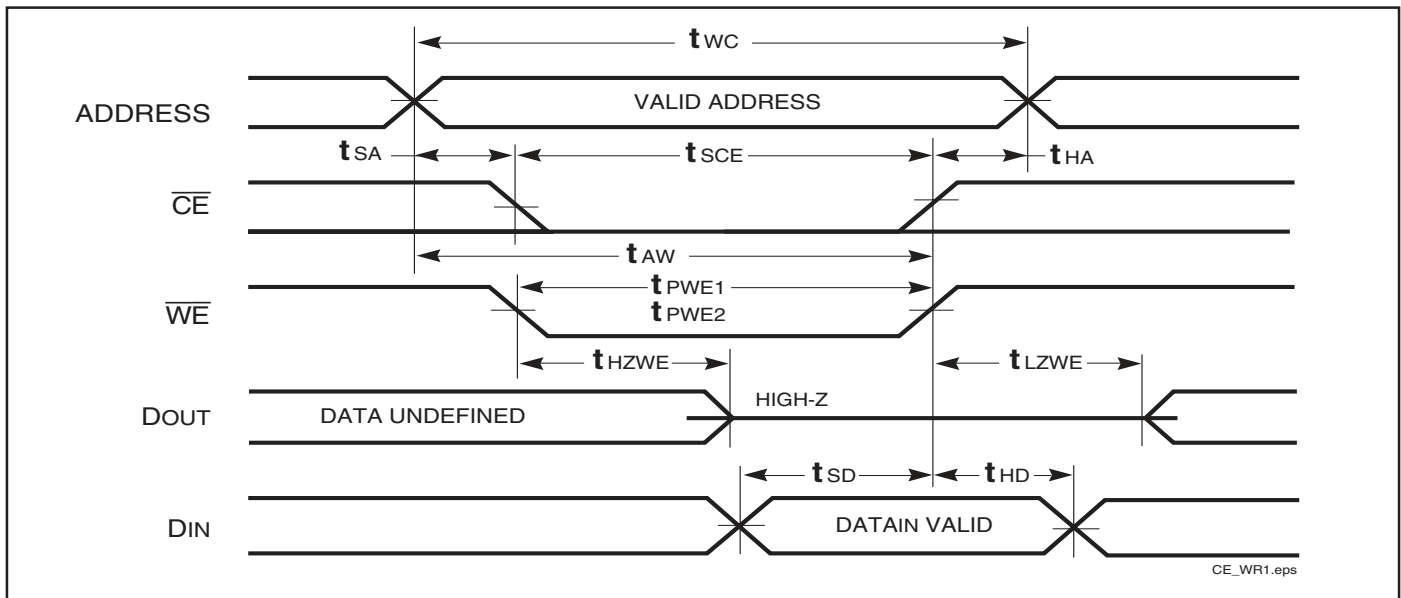 tWC
ADDRESS
VALID ADDRESS
tSA
tSCE
tHA
CE
tAW
WE
tPWE1
tPWE2
tHZWE
tLZWE
DOUT
DATA UNDEFINED
HIGH-Z
tSD
tHD
DIN
DATAIN VALID
CE_WR1.eps